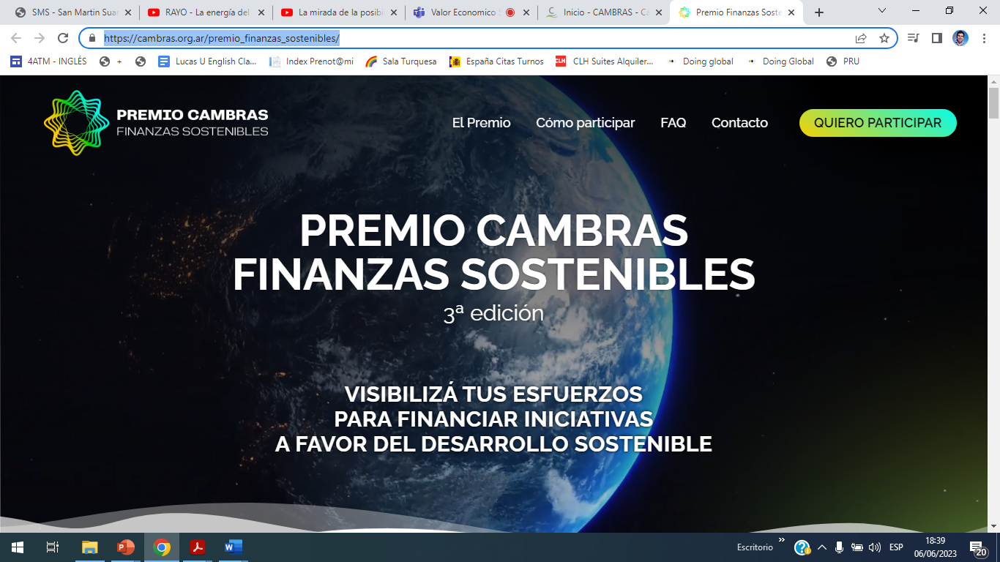 SMS - San Martin Sua
RAYO - La energía del
La mirada de la posibi
Valor Economico S
Inicio - CAMBRAS - C
Premio Finanzas Soste
https://cambras.org.ar/premio_finanzas_sostenibles/
4ATM - INGLÉS
+
Lucas U English Cla...
Index Prenot@mi
Sala Turquesa
España Citas Turnos
CLH
CLH Suites Alquiler...
Doing global
Doing Global
PRU
PREMIO CAMBRAS
FINANZAS SOSTENIBLES
El Premio
Cómo participar
FAQ
Contacto
QUIERO PARTICIPAR
PREMIO CAMBRAS
FINANZAS SOSTENIBLES
3ª edición
VISIBILIZÁ TUS ESFUERZOS
PARA FINANCIAR INICIATIVAS
A FAVOR DEL DESARROLLO SOSTENIBLE
Escritorio
ESP
18:39
06/06/2023
20